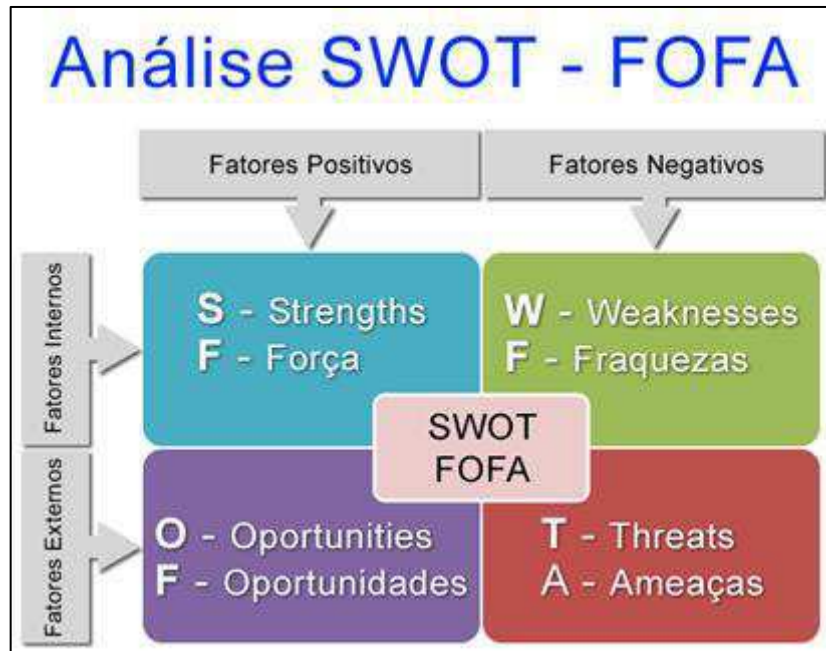 Análise SWOT - FOFA
Fatores Positivos
Fatores Negativos
Fatores Internos
S - Strengths
F - Força
W - Weaknesses
F - Fraquezas
SWOT
FOFA
Fatores Externos
O - Oportunities
F - Oportunidades
T - Threats
A - Ameaças